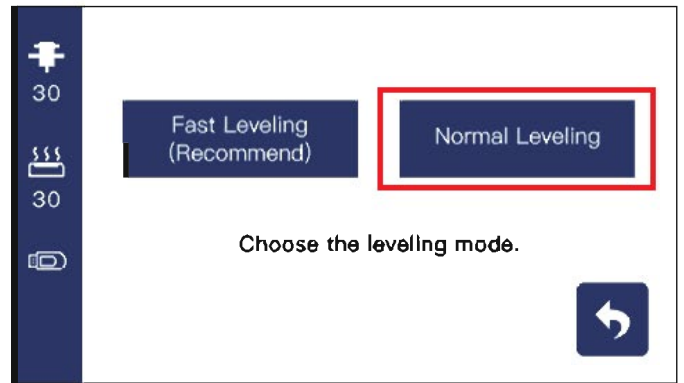 30
30
Fast Leveling
(Recommend)
Normal Leveling
Choose the leveling mode.